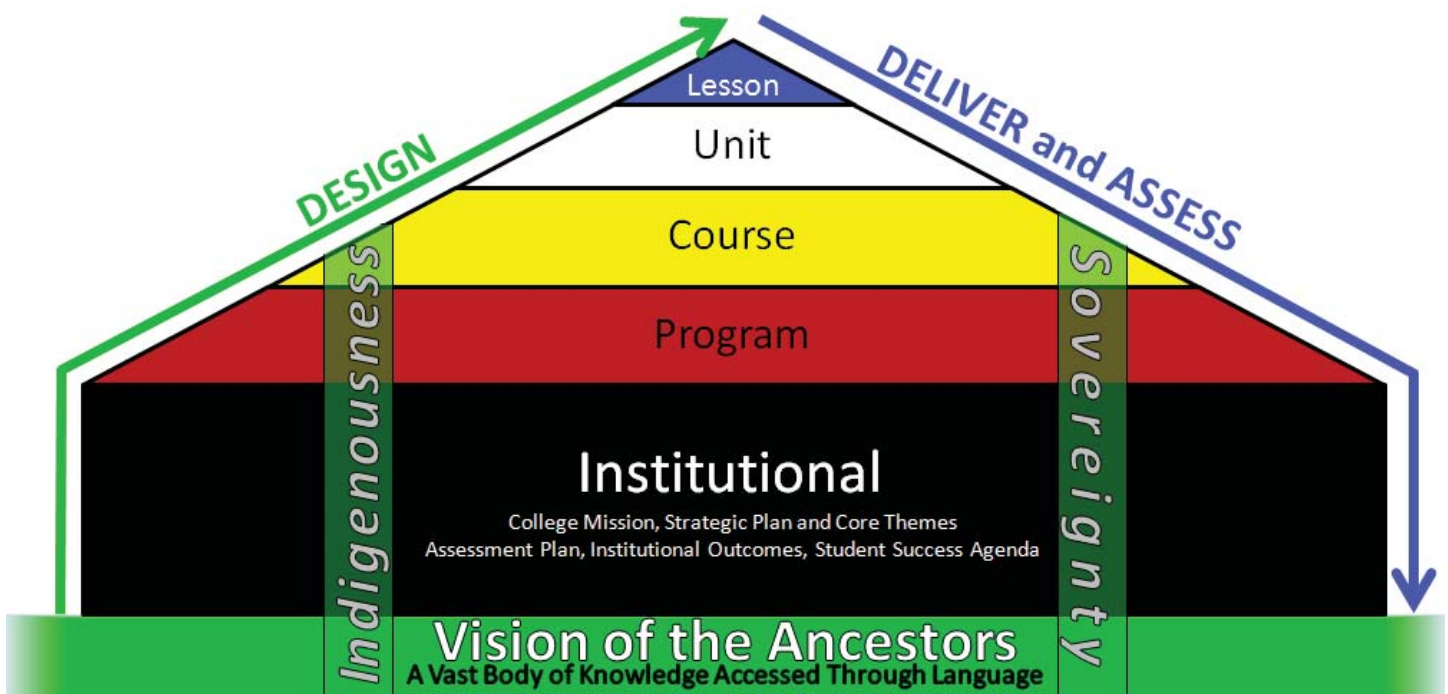 DESIGN
DELIVER and ASSESS
Lesson
Unit
Course
Program
Indigenousness
Sovereignty
Institutional
College Mission, Strategic Plan and Core Themes
Assessment Plan, Institutional Outcomes, Student Success Agenda
Vision of the Ancestors
A Vast Body of Knowledge Accessed Through Language